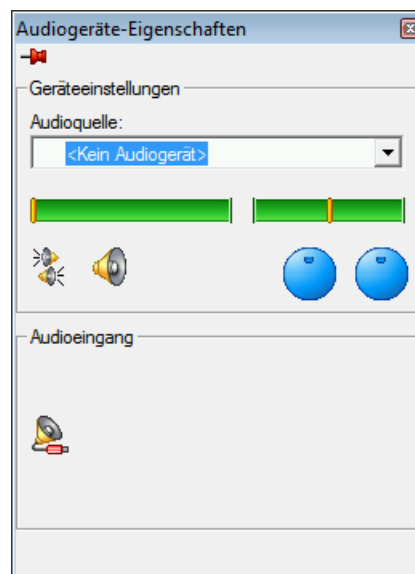 Audiogeräte-Eigenschaften
Geräteeinstellungen
Audioquelle:
<Kein Audiogerät>
Audioeingang